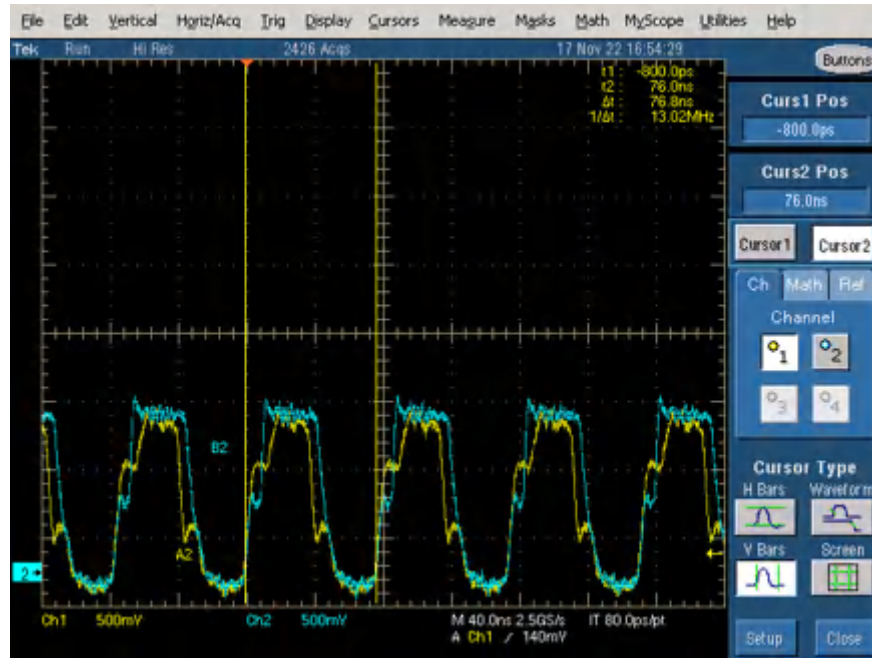 File Edit Vertical Horiz/Acq Trig Display Cursors Measure Masks Math MyScope Utilities Help
Tek Run Hi Res 2426 Acqs 17 Nov 22 16:54:29
Buttons
t1 : -800.0ps
t2 : 76.0ns
Δt : 76.8ns
1/Δt : 13.02MHz
Curs1 Pos
-800.0ps
Curs2 Pos
76.0ns
Cursor1 Cursor2
Ch Math Ref
Channel
1 2
3 4
B2
A2
2
Cursor Type
H Bars Waveform
V Bars Screen
Ch1 500mV Ch2 500mV M 40.0ns 2.5GS/s IT 80.0ps/pt
A Ch1 / 140mV
Setup Close